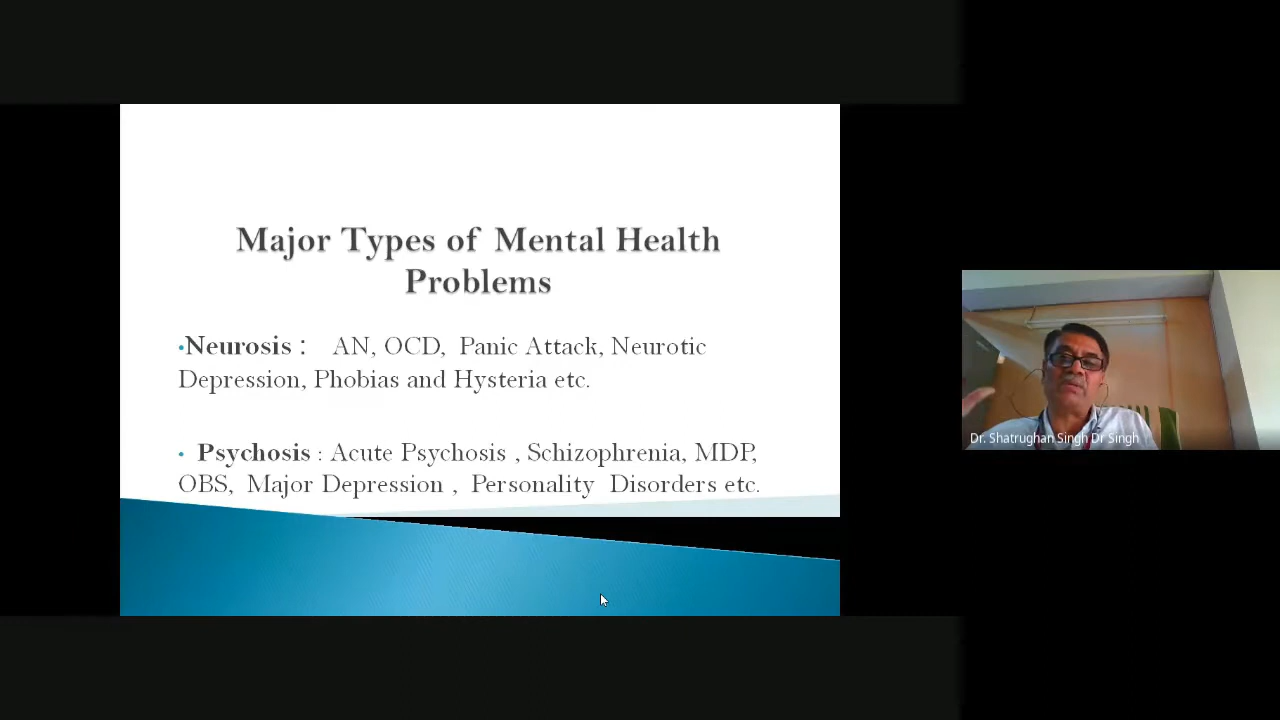 Major Types of Mental Health
Problems
•Neurosis : AN, OCD, Panic Attack, Neurotic
Depression, Phobias and Hysteria etc.
• Psychosis : Acute Psychosis , Schizophrenia, MDP,
OBS, Major Depression , Personality Disorders etc.
Dr. Shatrughan Singh Dr Singh